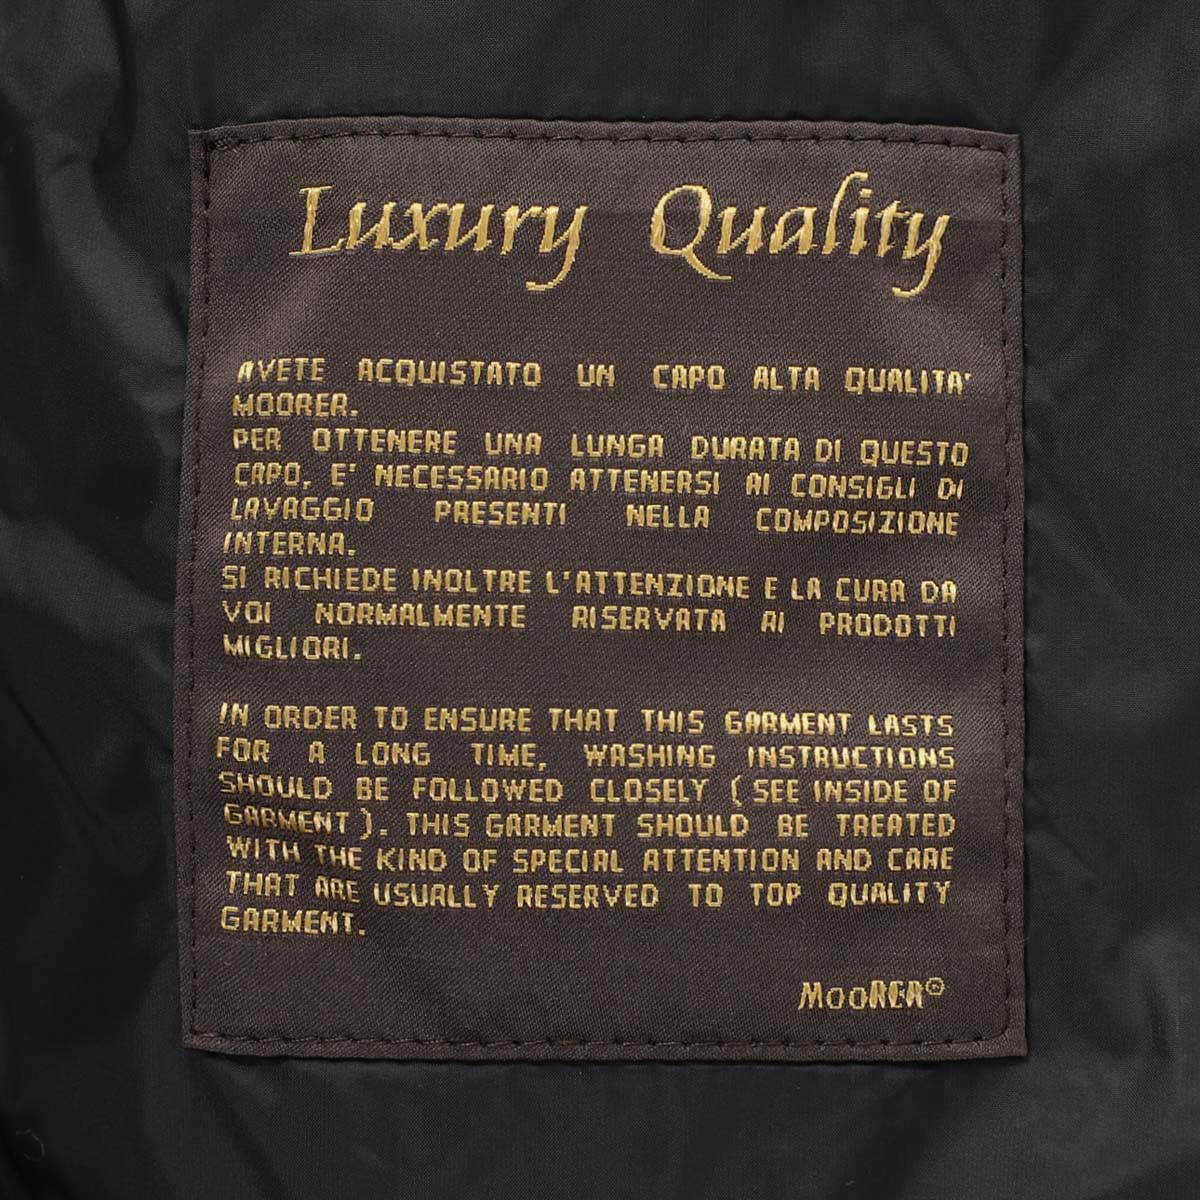 Luxury Quality
AVETE ACQUISTATO UN CAPO ALTA QUALITA'
MOORER.
PER OTTENERE UNA LUNGA DURATA DI QUESTO
CAPO, E' NECESSARIO ATTENERSI AI CONSIGLI DI
LAVAGGIO PRESENTI NELLA COMPOSIZIONE
INTERNA.
SI RICHIEDE INOLTRE L'ATTENZIONE E LA CURA DA
VOI NORMALMENTE RISERVATA AI PRODOTTI
MIGLIORI.
IN ORDER TO ENSURE THAT THIS GARMENT LASTS
FOR A LONG TIME, WASHING INSTRUCTIONS
SHOULD BE FOLLOWED CLOSELY (SEE INSIDE OF
GARMENT). THIS GARMENT SHOULD BE TREATED
WITH THE KIND OF SPECIAL ATTENTION AND CARE
THAT ARE USUALLY RESERVED TO TOP QUALITY
GARMENT.
MooRER®